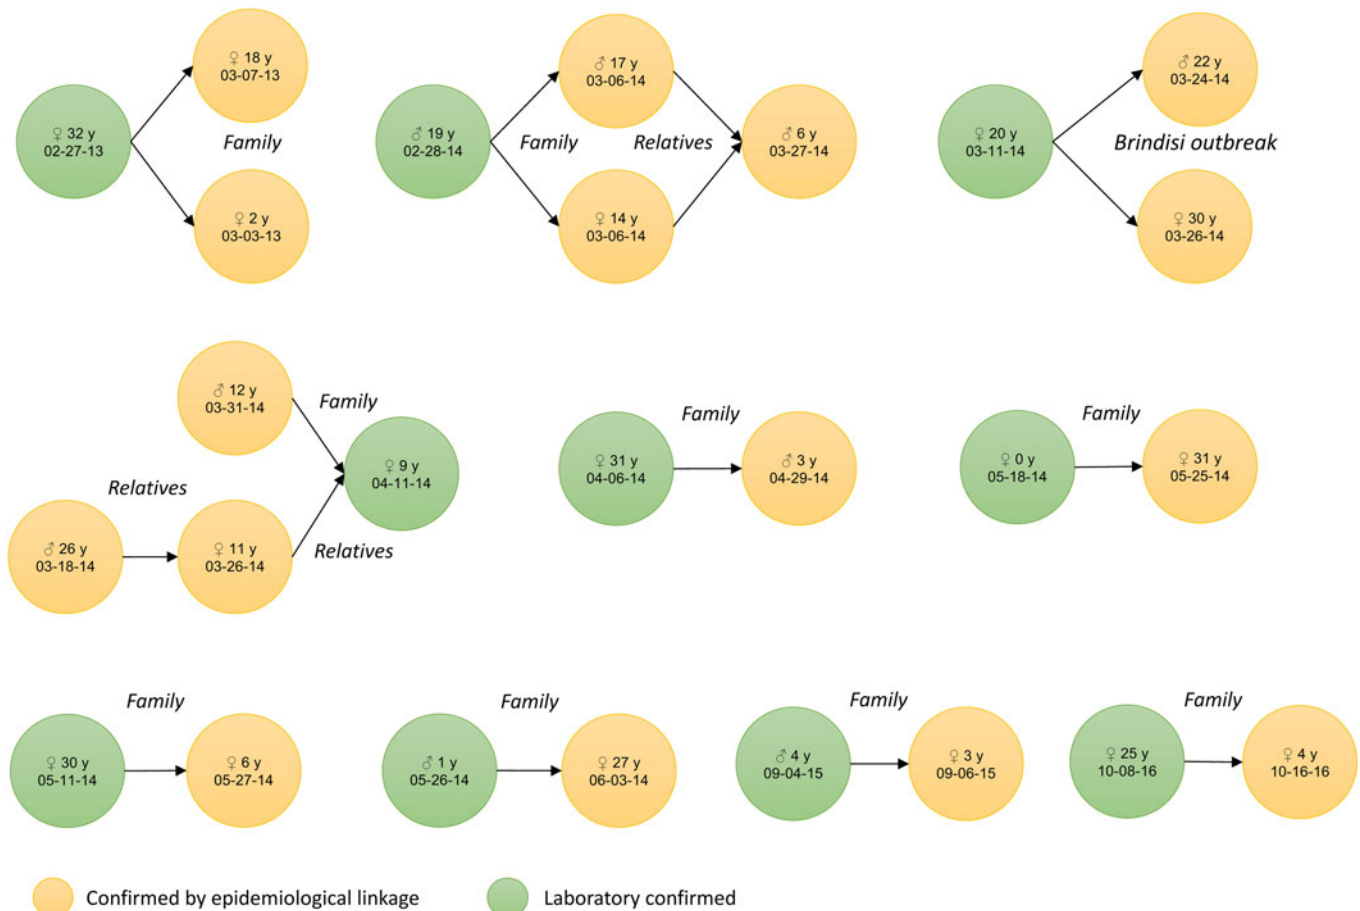 ♀ 18 y
03-07-13
♀ 32 y
02-27-13
Family
♀ 2 y
03-03-13
♂ 17 y
03-06-14
♂ 19 y
02-28-14
Family
Relatives
♂ 6 y
03-27-14
♀ 14 y
03-06-14
♂ 22 y
03-24-14
♀ 20 y
03-11-14
Brindisi outbreak
♀ 30 y
03-26-14
♂ 12 y
03-31-14
Family
♀ 9 y
04-11-14
Relatives
♂ 26 y
03-18-14
♀ 11 y
03-26-14
Relatives
Family
♀ 31 y
04-06-14
♂ 3 y
04-29-14
Family
♀ 0 y
05-18-14
♀ 31 y
05-25-14
Family
♀ 30 y
05-11-14
♀ 6 y
05-27-14
Family
♂ 1 y
05-26-14
♀ 27 y
06-03-14
Family
♂ 4 y
09-04-15
♀ 3 y
09-06-15
Family
♀ 25 y
10-08-16
♀ 4 y
10-16-16
Confirmed by epidemiological linkage
Laboratory confirmed